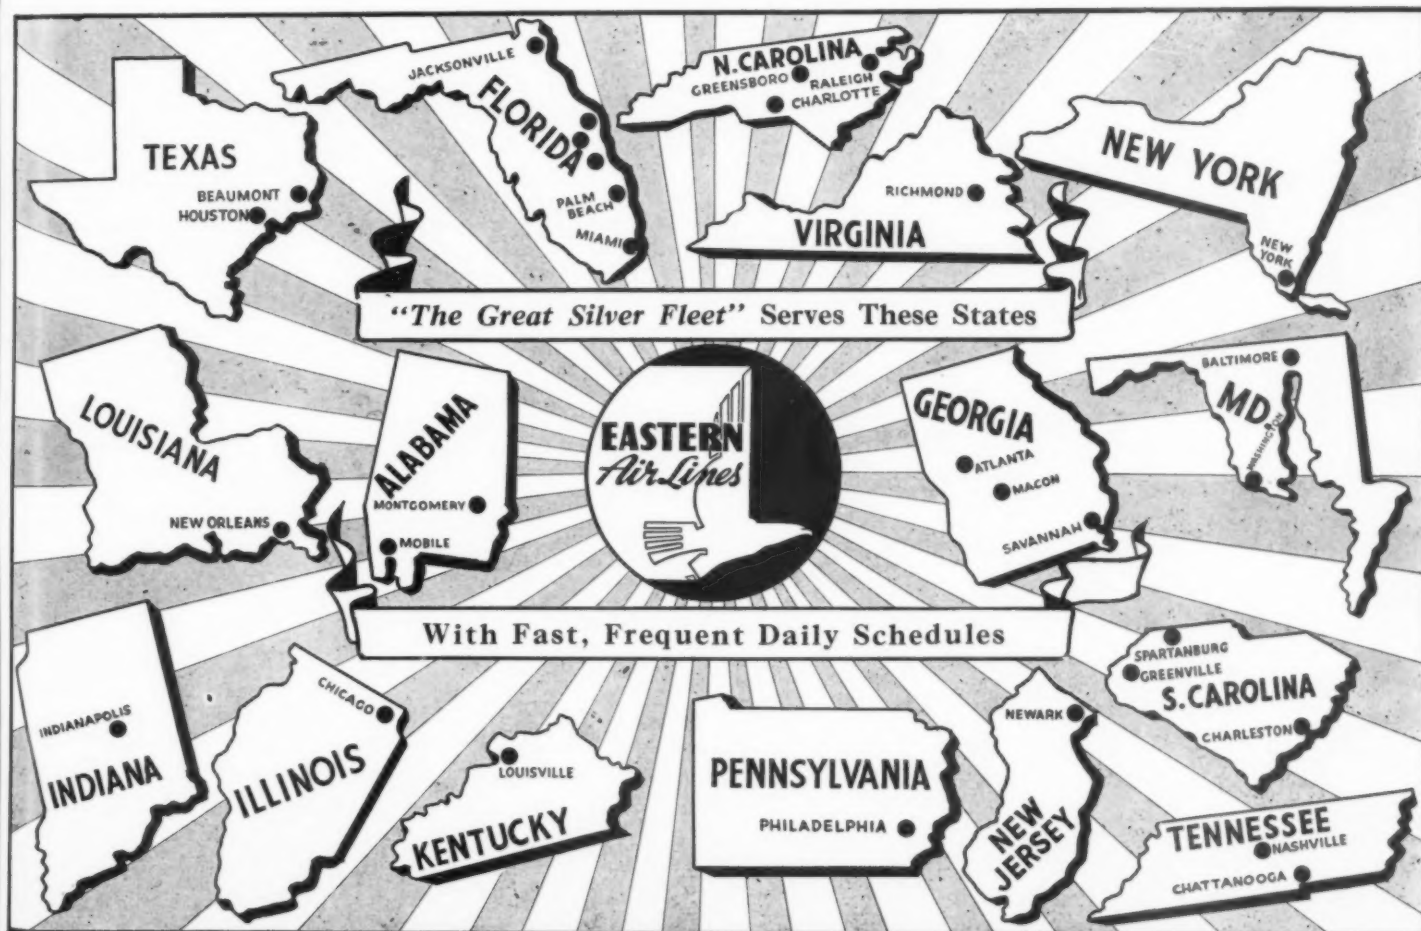 JACKSONVILLE
FLORIDA
PALM
BEACH
MIAMI
N. CAROLINA
GREENSBORO
RALEIGH
CHARLOTTE
TEXAS
BEAUMONT
HOUSTON
RICHMOND
VIRGINIA
NEW YORK
NEW
YORK
"The Great Silver Fleet" Serves These States
LOUISIANA
NEW ORLEANS
ALABAMA
MONTGOMERY
MOBILE
EASTERN
Air Lines
GEORGIA
ATLANTA
MACON
SAVANNAH
BALTIMORE
MD.
WASHINGTON
With Fast, Frequent Daily Schedules
INDIANAPOLIS
INDIANA
CHICAGO
ILLINOIS
LOUISVILLE
KENTUCKY
PENNSYLVANIA
PHILADELPHIA
NEWARK
NEW
JERSEY
SPARTANBURG
GREENVILLE
S. CAROLINA
CHARLESTON
TENNESSEE
NASHVILLE
CHATTANOOGA